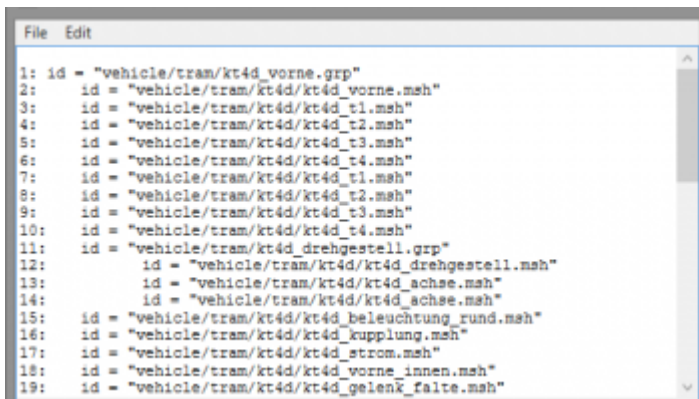 File Edit
1: id = "vehicle/tram/kt4d_vorne.grp"
2: id = "vehicle/tram/kt4d/kt4d_vorne.msh"
3: id = "vehicle/tram/kt4d/kt4d_t1.msh"
4: id = "vehicle/tram/kt4d/kt4d_t2.msh"
5: id = "vehicle/tram/kt4d/kt4d_t3.msh"
6: id = "vehicle/tram/kt4d/kt4d_t4.msh"
7: id = "vehicle/tram/kt4d/kt4d_t1.msh"
8: id = "vehicle/tram/kt4d/kt4d_t2.msh"
9: id = "vehicle/tram/kt4d/kt4d_t3.msh"
10: id = "vehicle/tram/kt4d/kt4d_t4.msh"
11: id = "vehicle/tram/kt4d_drehgestell.grp"
12: id = "vehicle/tram/kt4d/kt4d_drehgestell.msh"
13: id = "vehicle/tram/kt4d/kt4d_achse.msh"
14: id = "vehicle/tram/kt4d/kt4d_achse.msh"
15: id = "vehicle/tram/kt4d/kt4d_beleuchtung_rund.msh"
16: id = "vehicle/tram/kt4d/kt4d_kupplung.msh"
17: id = "vehicle/tram/kt4d/kt4d_strom.msh"
18: id = "vehicle/tram/kt4d/kt4d_vorne_innen.msh"
19: id = "vehicle/tram/kt4d/kt4d_gelenk_falte.msh"